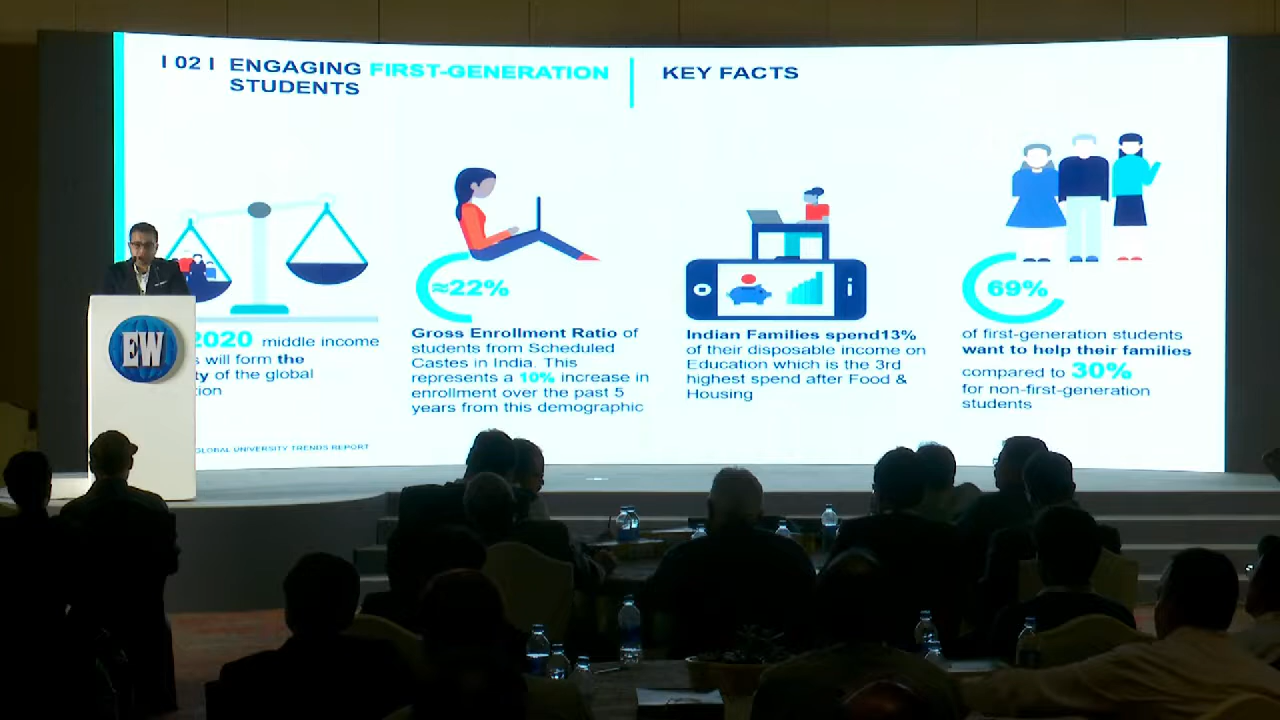 I 02 I ENGAGING FIRST-GENERATION
STUDENTS
KEY FACTS
2020 middle income
will form the
of the global
≈22%
Gross Enrollment Ratio of
students from Scheduled
Castes in India. This
represents a 10% increase in
enrollment over the past 5
years from this demographic
Indian Families spend13%
of their disposable income on
Education which is the 3rd
highest spend after Food &
Housing
69%
of first-generation students
want to help their families
compared to 30%
for non-first-generation
students
GLOBAL UNIVERSITY TRENDS REPORT
EW